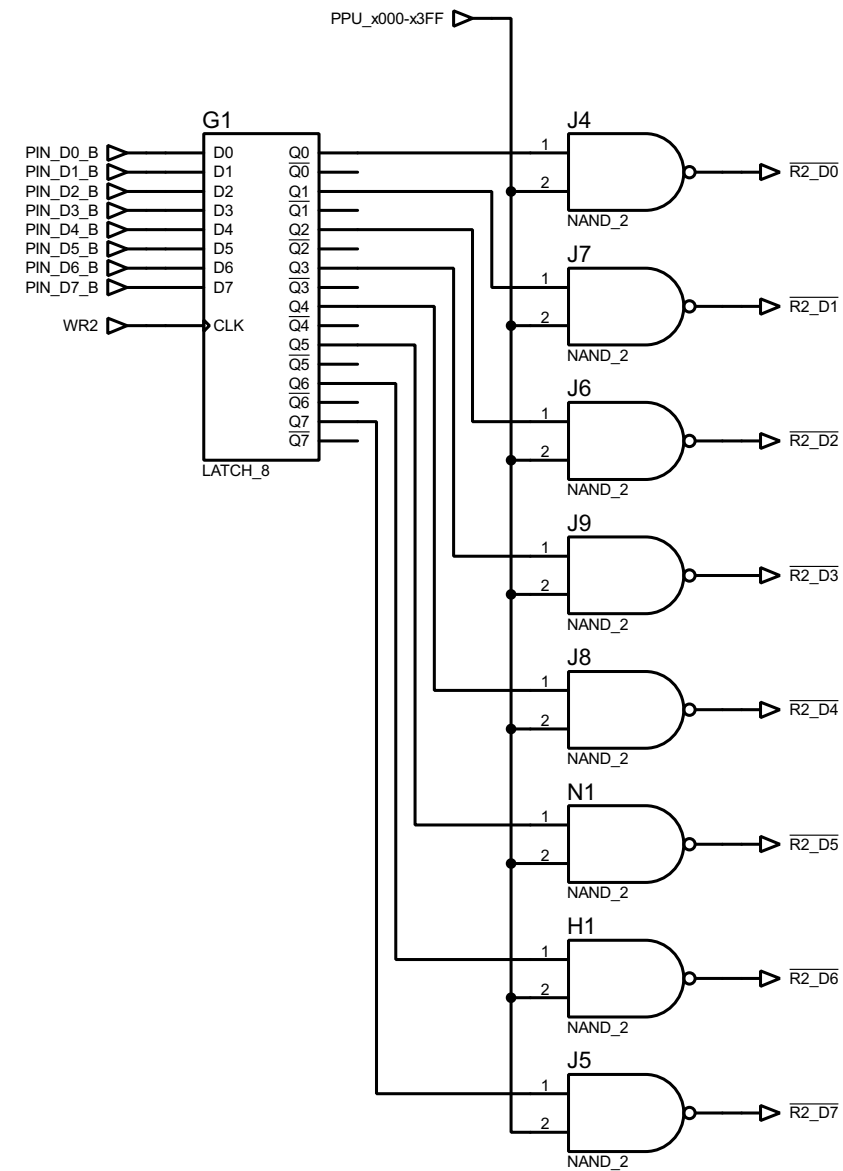 PPU_x000-x3FF
G1
PIN_D0_B
PIN_D1_B
PIN_D2_B
PIN_D3_B
PIN_D4_B
PIN_D5_B
PIN_D6_B
PIN_D7_B
WR2
D0
D1
D2
D3
D4
D5
D6
D7
CLK
Q0
Q0
Q1
Q1
Q2
Q2
Q3
Q3
Q4
Q4
Q5
Q5
Q6
Q6
Q7
Q7
LATCH_8
J4
1
2
NAND_2
R2_D0
J7
1
2
NAND_2
R2_D1
J6
1
2
NAND_2
R2_D2
J9
1
2
NAND_2
R2_D3
J8
1
2
NAND_2
R2_D4
N1
1
2
NAND_2
R2_D5
H1
1
2
NAND_2
R2_D6
J5
1
2
NAND_2
R2_D7